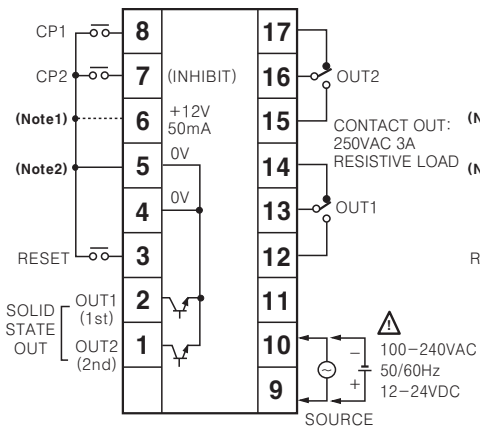 CP1
8
17
CP2
7
(INHIBIT)
16
OUT2
(Note1)
6
+12V
50mA
15
CONTACT OUT:
250VAC 3A
RESISTIVE LOAD
(N
(Note2)
5
0V
14
(N
4
0V
13
OUT1
RESET
3
12
R
SOLID
STATE
OUT
OUT1
(1st)
2
11
OUT2
(2nd)
1
10
−
+
100-240VAC
50/60Hz
12-24VDC
9
SOURCE